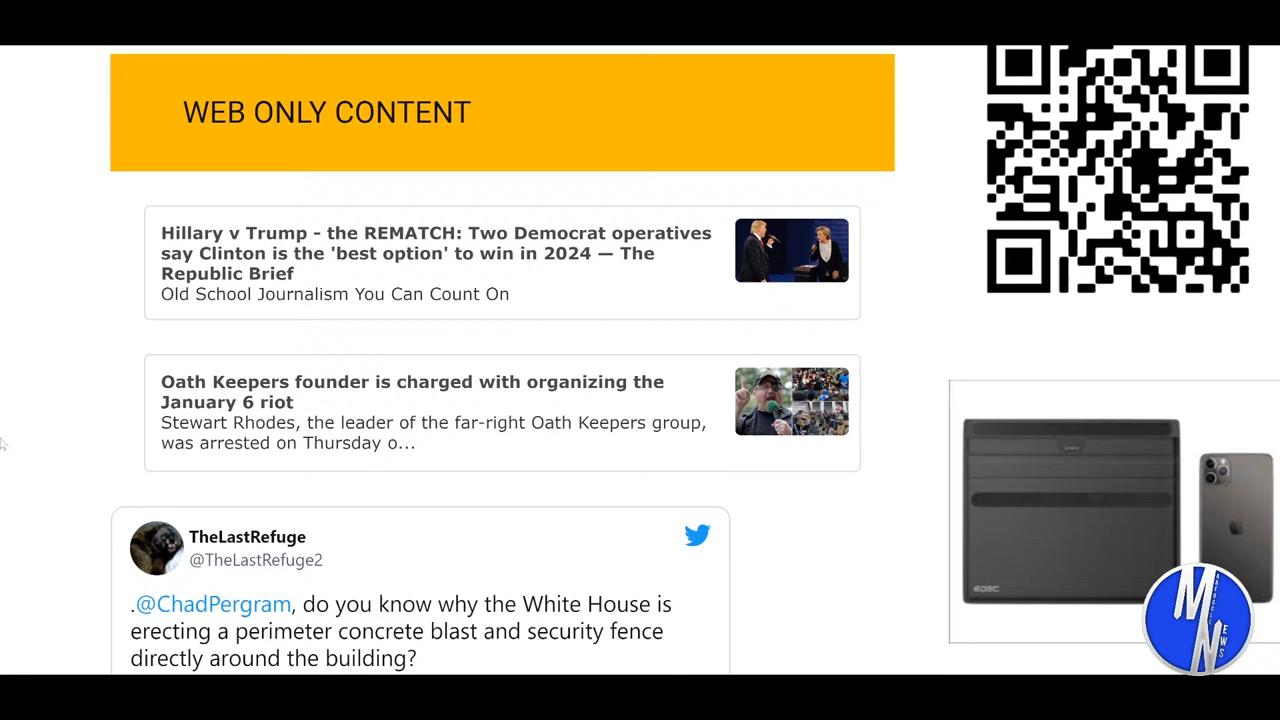 WEB ONLY CONTENT
Hillary v Trump - the REMATCH: Two Democrat operatives
say Clinton is the 'best option' to win in 2024 — The
Republic Brief
Old School Journalism You Can Count On
Oath Keepers founder is charged with organizing the
January 6 riot
Stewart Rhodes, the leader of the far-right Oath Keepers group,
was arrested on Thursday o...
TheLastRefuge
@TheLastRefuge2
.@ChadPergram, do you know why the White House is
erecting a perimeter concrete blast and security fence
directly around the building?
M
N
EWS